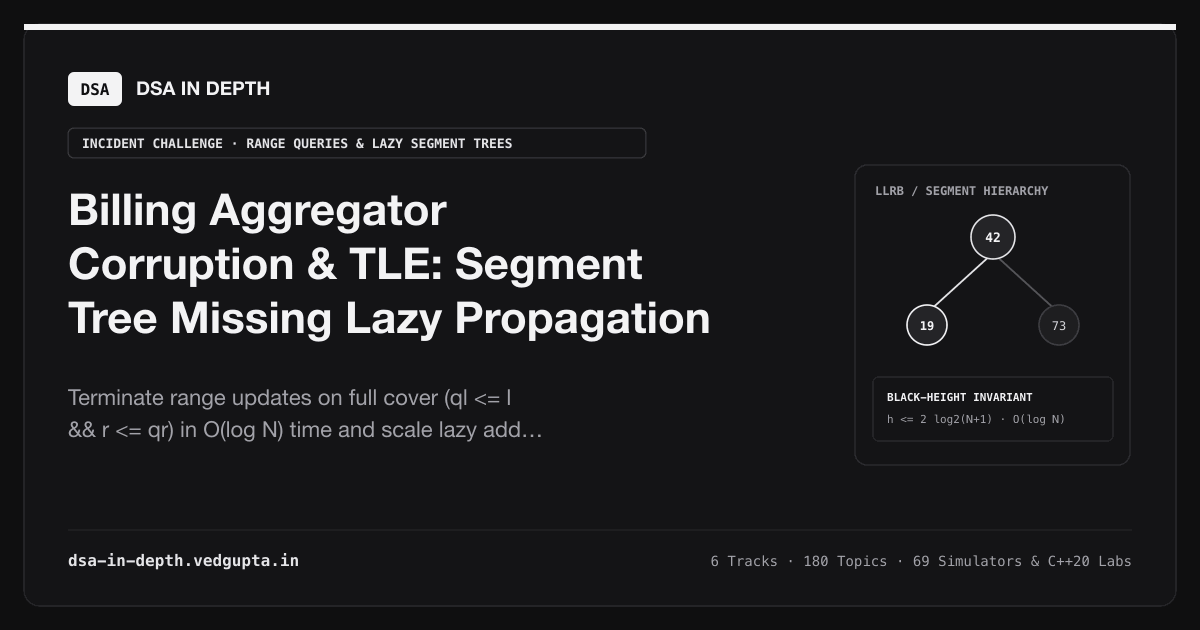 DSA
DSA IN DEPTH
INCIDENT CHALLENGE · RANGE QUERIES & LAZY SEGMENT TREES
Billing Aggregator
Corruption & TLE: Segment
Tree Missing Lazy Propagation
Terminate range updates on full cover (ql <= l
&& r <= qr) in O(log N) time and scale lazy add…
LLRB / SEGMENT HIERARCHY
42
19
73
BLACK-HEIGHT INVARIANT
h <= 2 log2(N+1) · O(log N)
dsa-in-depth.vedgupta.in
6 Tracks · 180 Topics · 69 Simulators & C++20 Labs